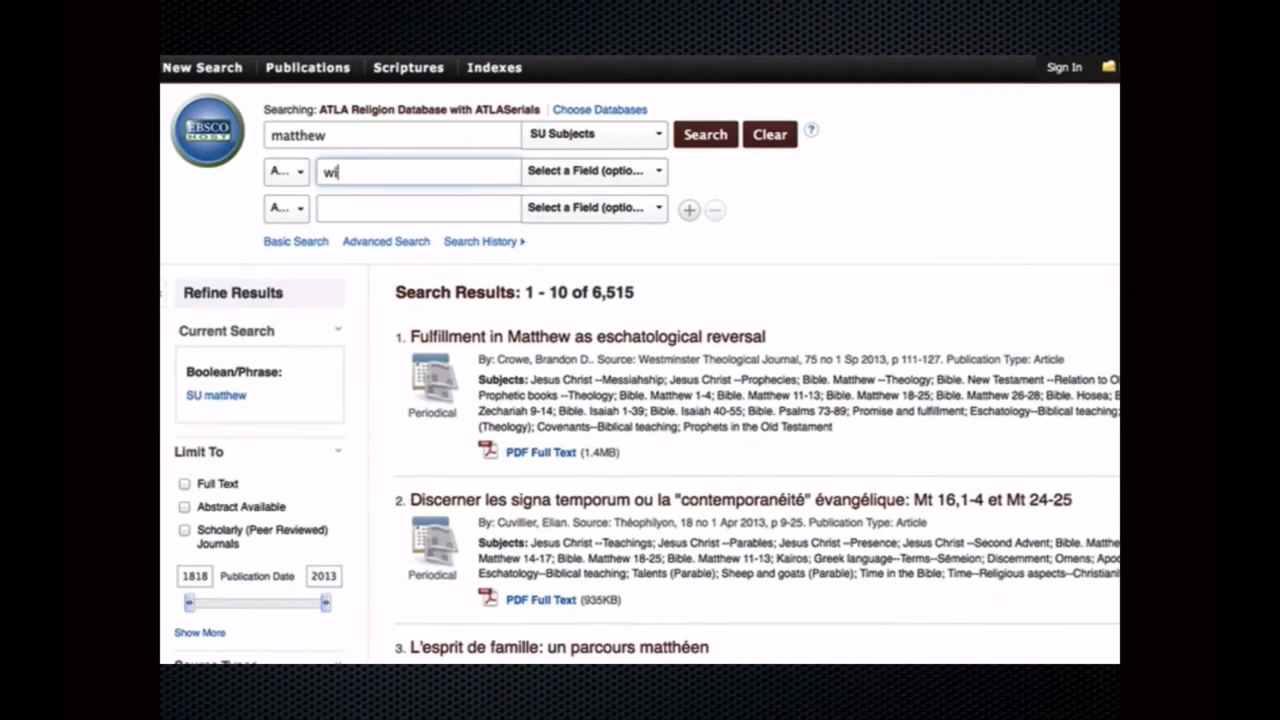 New Search Publications Scriptures Indexes Sign In
Searching: ATLA Religion Database with ATLASerials Choose Databases
EBSCO
HOST
matthew SU Subjects Search Clear ?
A... wi Select a Field (optio...
A... Select a Field (optio...
Basic Search Advanced Search Search History
Refine Results
Current Search
Boolean/Phrase:
SU matthew
Limit To
Full Text
Abstract Available
Scholarly (Peer Reviewed)
Journals
1818 Publication Date 2013
Show More
Search Results: 1 - 10 of 6,515
1. Fulfillment in Matthew as eschatological reversal
By: Crowe, Brandon D.. Source: Westminster Theological Journal, 75 no 1 Sp 2013, p 111-127. Publication Type: Article
Periodical
Subjects: Jesus Christ --Messiahship; Jesus Christ --Prophecies; Bible. Matthew --Theology; Bible. New Testament --Relation to O
Prophetic books --Theology; Bible. Matthew 1-4; Bible. Matthew 11-13; Bible. Matthew 18-25; Bible. Matthew 26-28; Bible. Hosea;
Zechariah 9-14; Bible. Isaiah 1-39; Bible. Isaiah 40-55; Bible. Psalms 73-89; Promise and fulfillment; Eschatology--Biblical teaching;
(Theology); Covenants--Biblical teaching; Prophets in the Old Testament
PDF Full Text (1.4MB)
2. Discerner les signa temporum ou la "contemporanéité" évangélique: Mt 16,1-4 et Mt 24-25
By: Cuvillier, Elian. Source: Théophilyon, 18 no 1 Apr 2013, p 9-25. Publication Type: Article
Periodical
Subjects: Jesus Christ --Teachings; Jesus Christ --Parables; Jesus Christ --Presence; Jesus Christ --Second Advent; Bible. Matthe
Matthew 14-17; Bible. Matthew 18-25; Bible. Matthew 11-13; Kairos; Greek language--Terms--Sēmeion; Discernment; Omens; Apoc
Eschatology--Biblical teaching; Talents (Parable); Sheep and goats (Parable); Time in the Bible; Time--Religious aspects--Christiani
PDF Full Text (935KB)
3. L'esprit de famille: un parcours matthéen